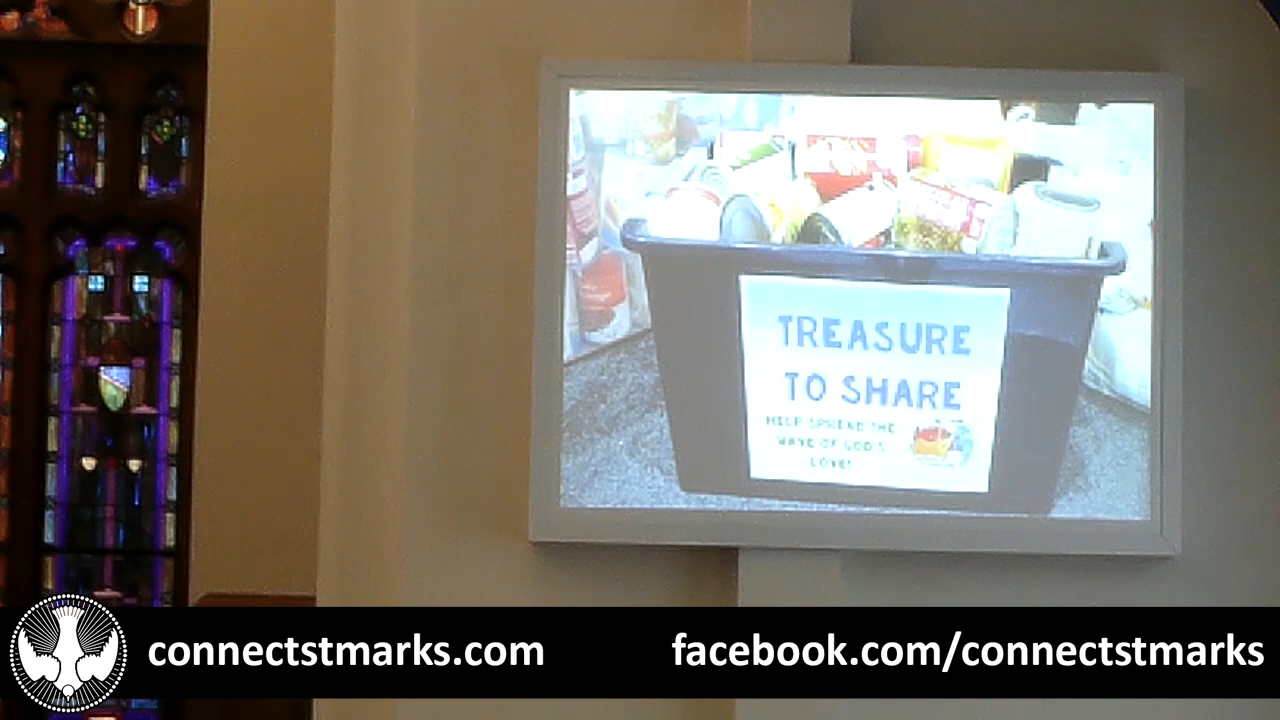 TREASURE
TO SHARE
HELP SPREAD THE
WAVE OF GOD'S
LOVE!
connectstmarks.com
facebook.com/connectstmarks